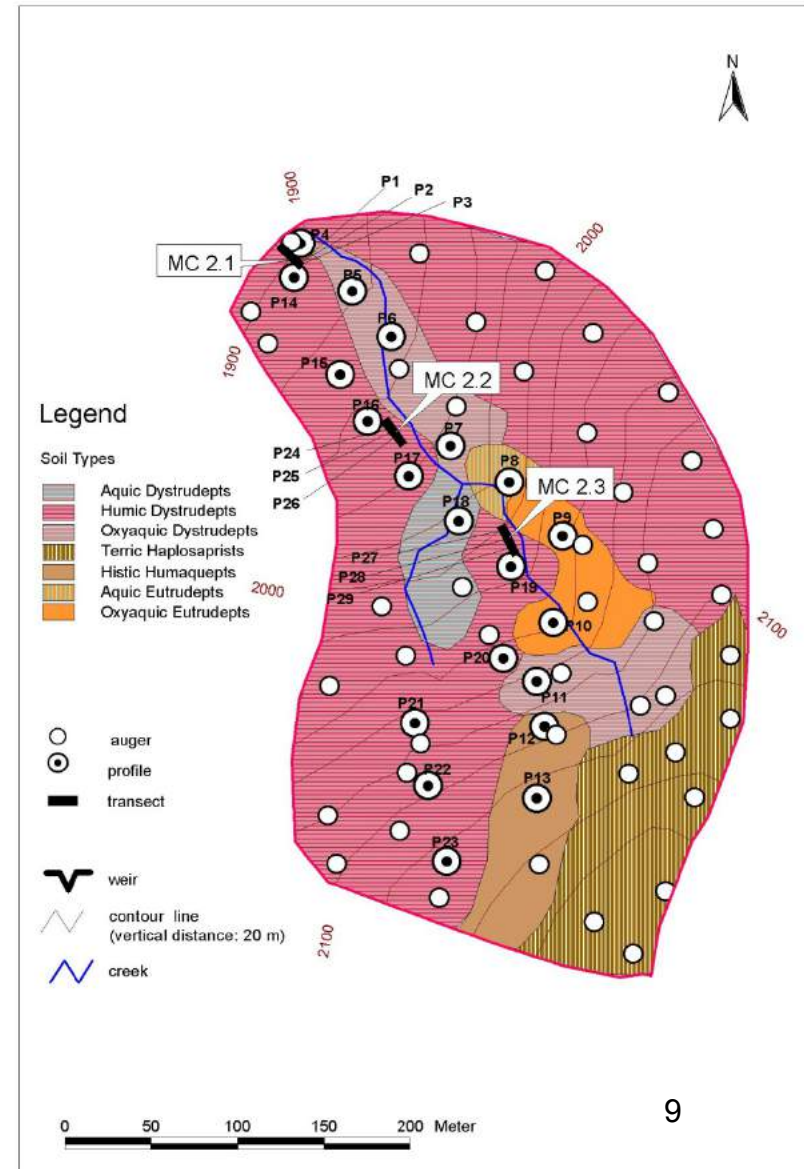 N
1900
P1
P2
P3
2000
P4
MC 2.1
P14
P5
P6
1900
P15
MC 2.2
P16
Legend
P7
P24
P25
P17
P8
Soil Types
P26
MC 2.3
Aquic Dystrudepts
Humic Dystrudepts
P18
P9
Oxyaquic Dystrudepts
P27
Terric Haplosaprists
P28
Histic Humaquepts
P19
2000
P29
Aquic Eutrudepts
Oxyaquic Eutrudepts
P10
2100
P20
P11
P21
P12
auger
profile
P22
P13
transect
P23
weir
contour line
(vertical distance: 20 m)
2100
creek
9
0 50 100 150 200 Meter